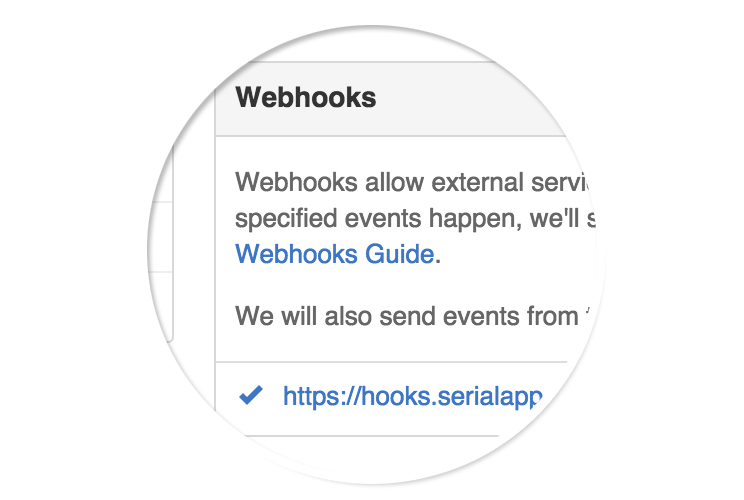 Webhooks
Webhooks allow external
specified events happen, we'll
Webhooks Guide.
We will also send events from
https://hooks.serialapp